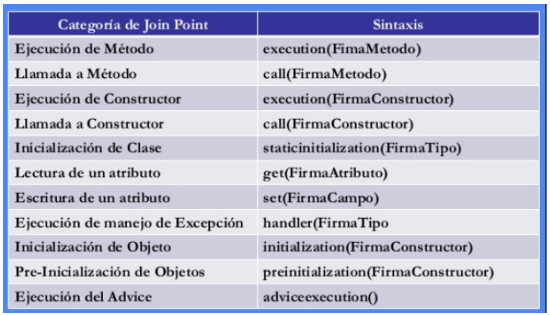 Categoría de Join Point Sintaxis
Ejecución de Método execution(FimaMetodo)
Llamada a Método call(FirmaMetodo)
Ejecución de Constructor execution(FirmaConstructor)
Llamada a Constructor call(FirmaConstructor)
Inicialización de Clase staticinitialization(FirmaTipo)
Lectura de un atributo get(FirmaAtributo)
Escritura de un atributo set(FirmaCampo)
Ejecución de manejo de Excepción handler(FirmaTipo
Inicialización de Objeto initialization(FirmaConstructor)
Pre-Inicialización de Objetos preinitialization(FirmaConstructor)
Ejecución del Advice adviceexecution()